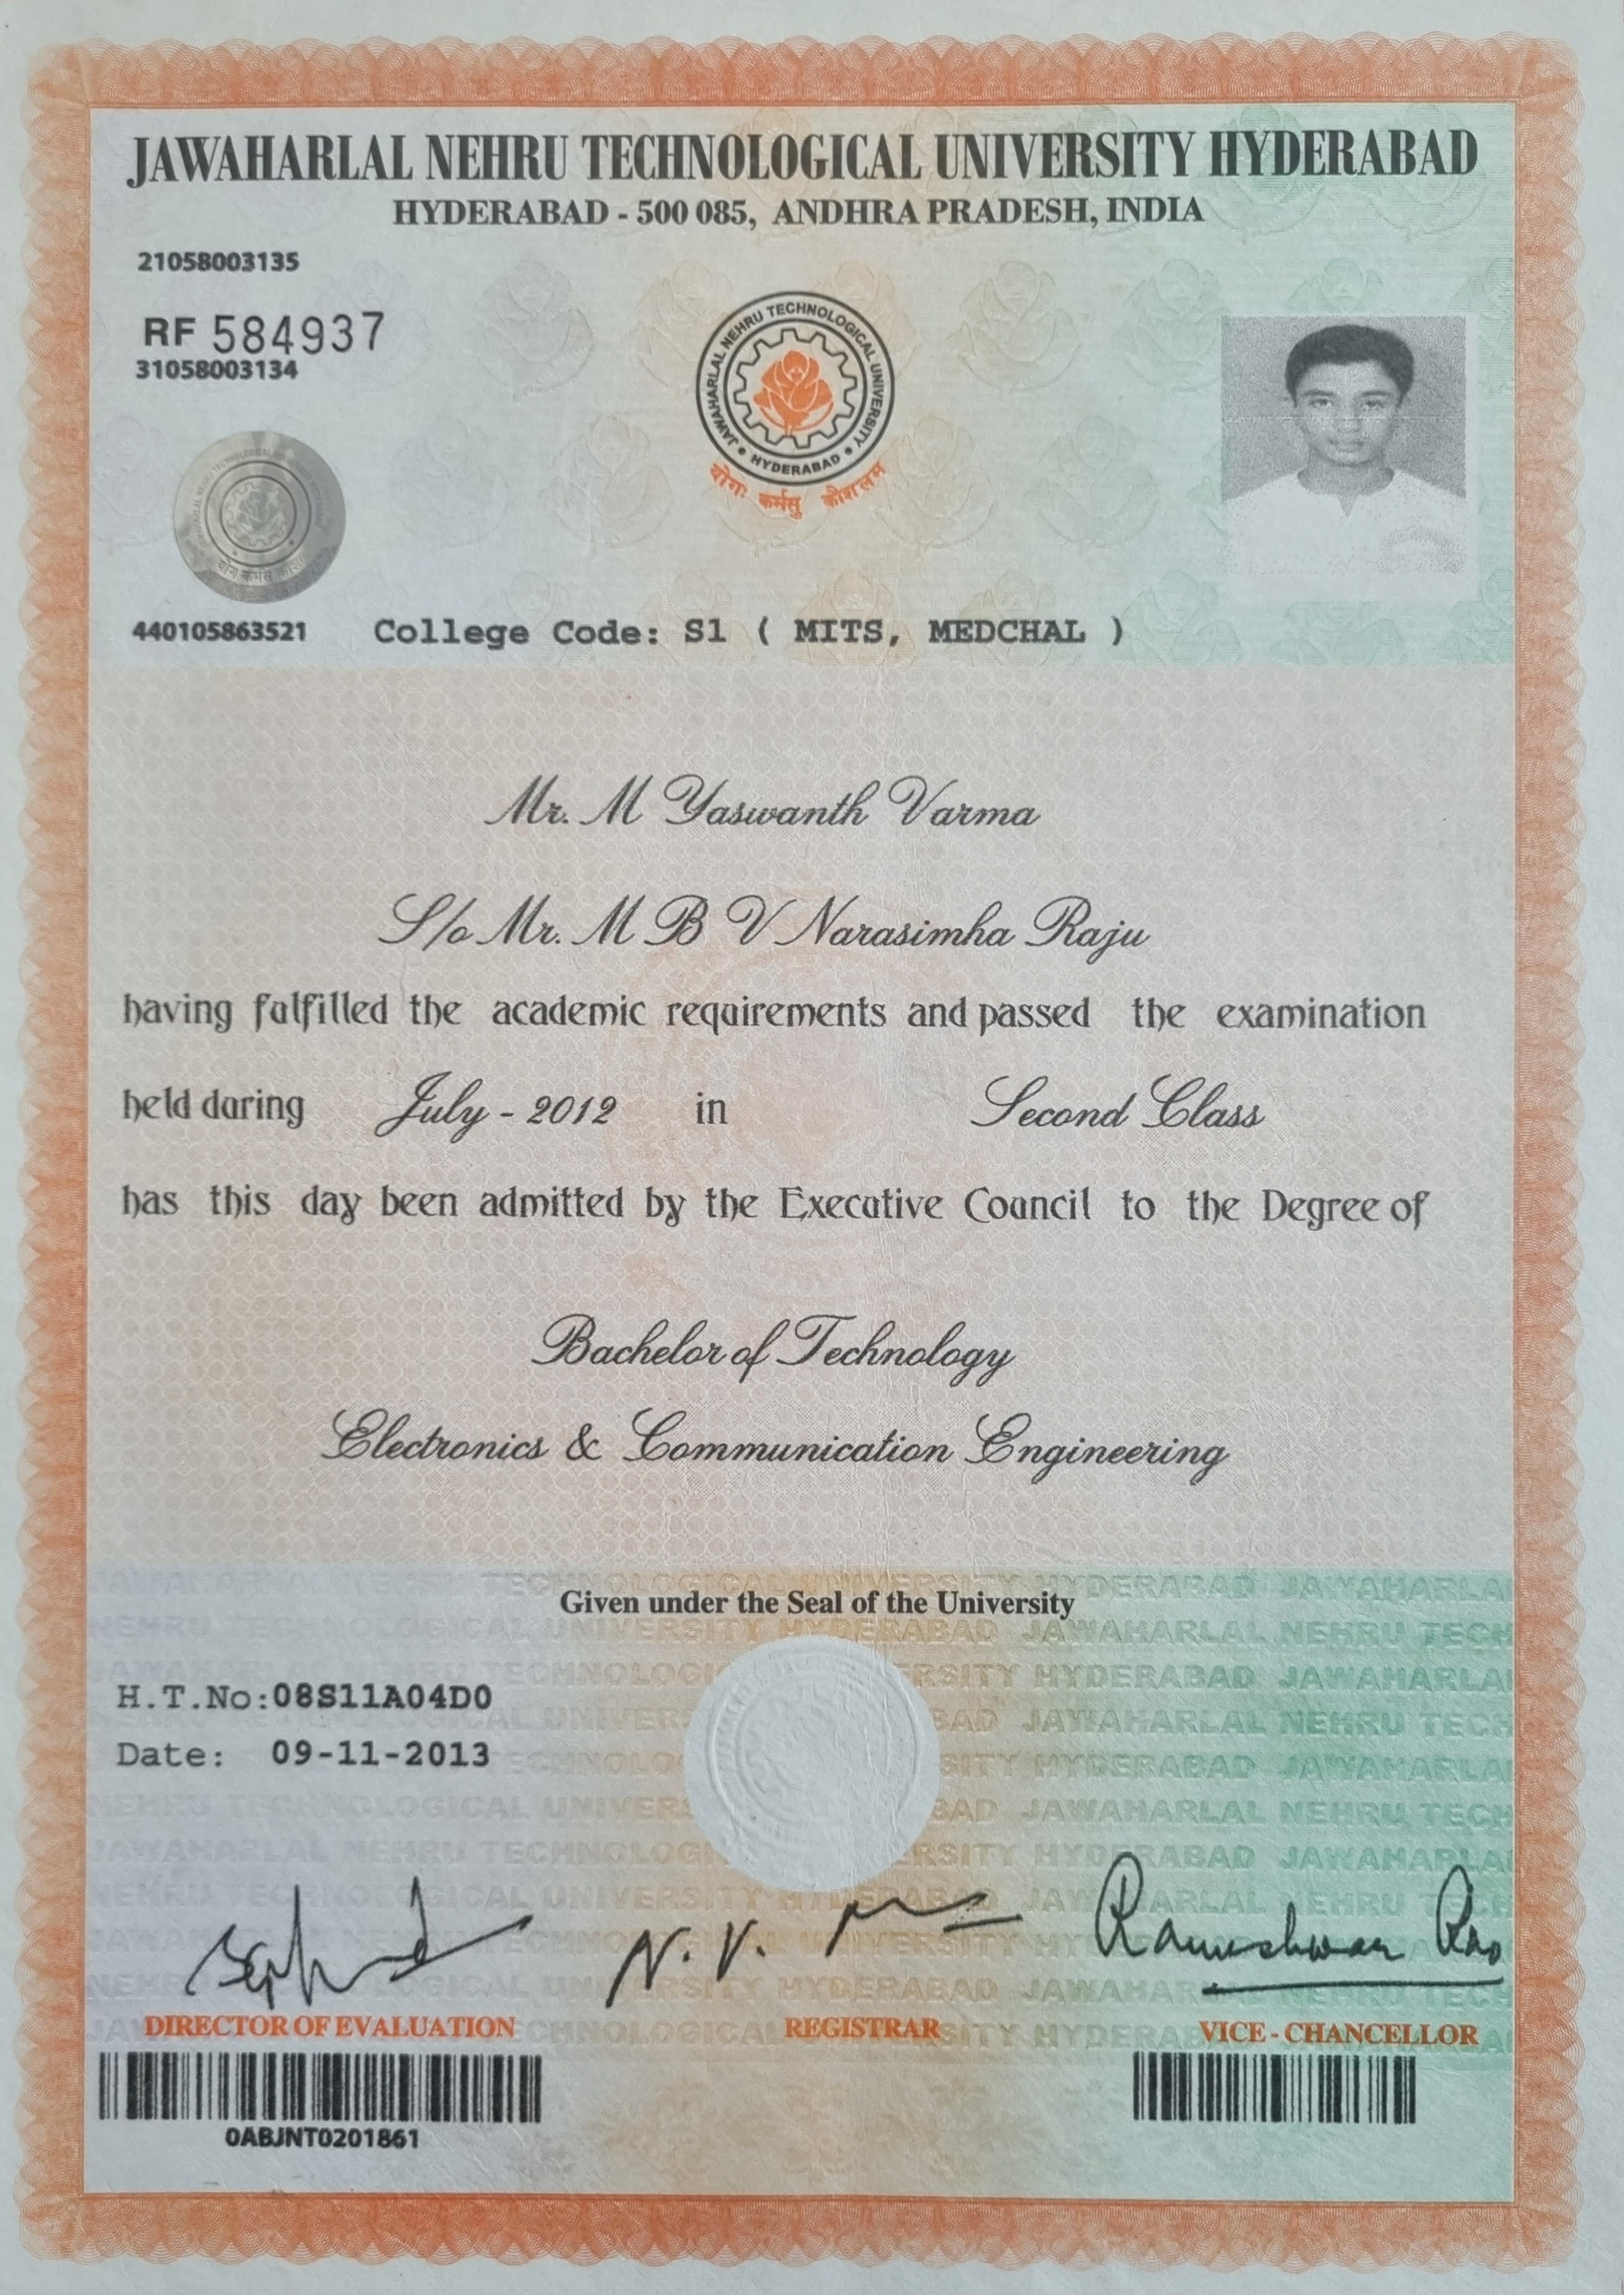 JAWAHARLAL NEHRU TECHNOLOGICAL UNIVERSITY HYDERABAD
HYDERABAD - 500 085, ANDHRA PRADESH, INDIA
21058003135
RF 584937
31058003134
JAWAHARLAL NEHRU TECHNOLOGICAL UNIVERSITY
HYDERABAD
योगः कर्मसु कौशलम
440105863521 College Code: S1 ( MITS, MEDCHAL )
Mr. M Yaswanth Varma
S/o Mr. M B V Narasimha Raju
having fulfilled the academic requirements and passed the examination
held during July - 2012 in Second Class
has this day been admitted by the Executive Council to the Degree of
Bachelor of Technology
Electronics & Communication Engineering
Given under the Seal of the University
H.T.No:08S11A04D0
Date: 09-11-2013
N. V. Rameshwar Rao
DIRECTOR OF EVALUATION REGISTRAR VICE - CHANCELLOR
0ABJNT0201861